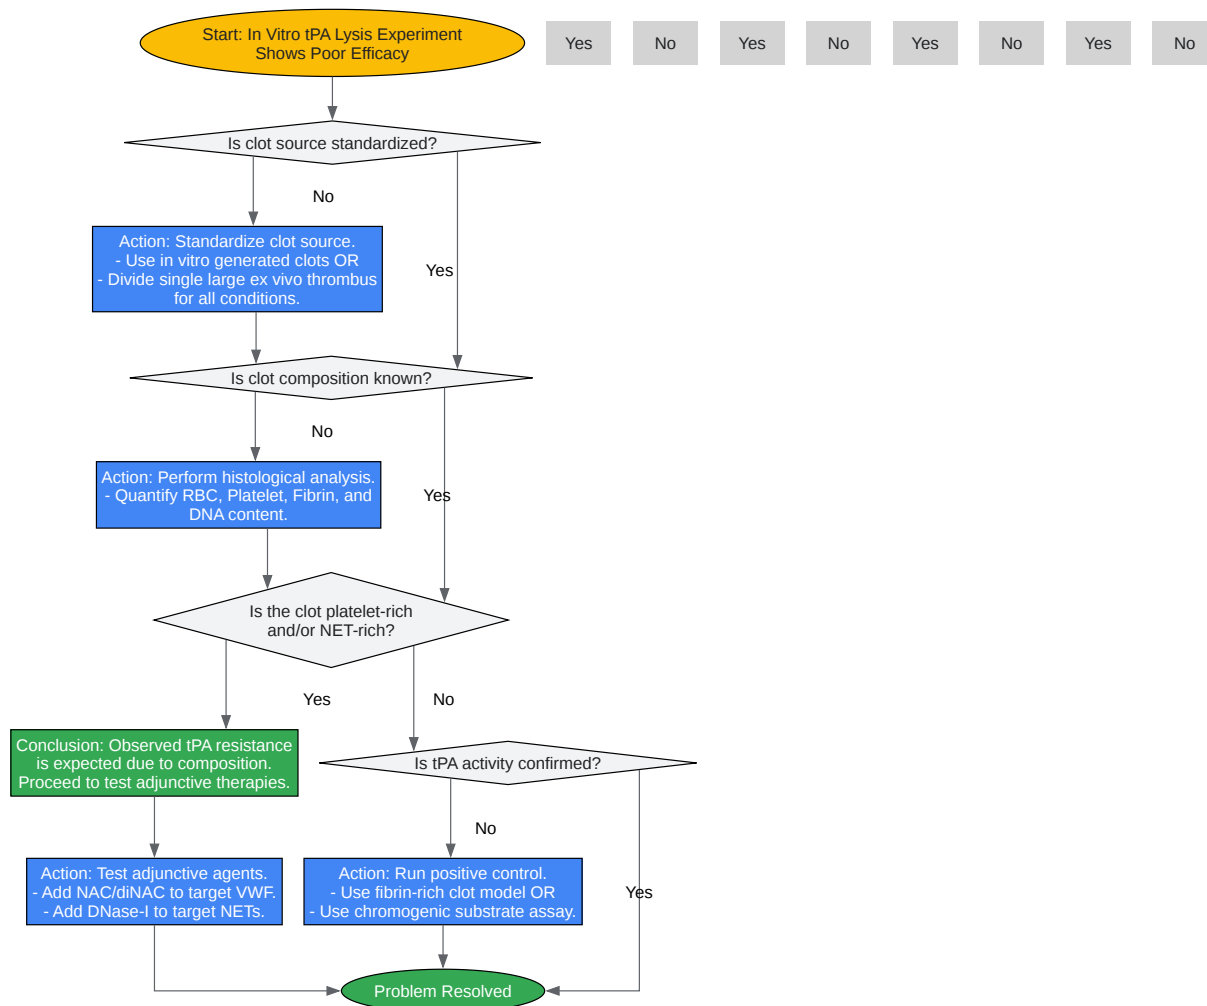 Start: In Vitro tPA Lysis Experiment
Shows Poor Efficacy
Yes
No
Yes
No
Yes
No
Yes
No
Is clot source standardized?
No
Action: Standardize clot source.
- Use in vitro generated clots OR
- Divide single large ex vivo thrombus
for all conditions.
Yes
Is clot composition known?
No
Action: Perform histological analysis.
- Quantify RBC, Platelet, Fibrin, and
DNA content.
Yes
Is the clot platelet-rich
and/or NET-rich?
Yes
No
Conclusion: Observed tPA resistance
is expected due to composition.
Proceed to test adjunctive therapies.
Is tPA activity confirmed?
No
Action: Test adjunctive agents.
- Add NAC/diNAC to target VWF.
- Add DNase-I to target NETs.
Action: Run positive control.
- Use fibrin-rich clot model OR
- Use chromogenic substrate assay.
Yes
Problem Resolved